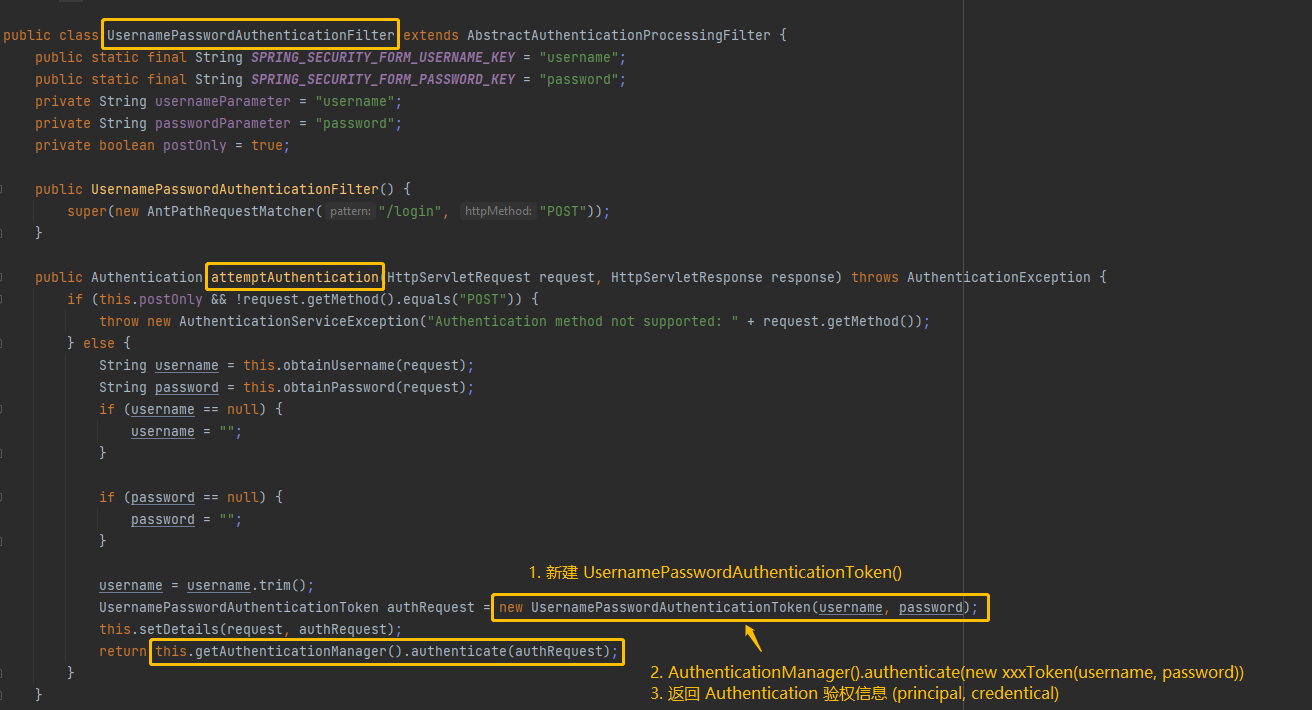 public class UsernamePasswordAuthenticationFilter extends AbstractAuthenticationProcessingFilter {
public static final String SPRING_SECURITY_FORM_USERNAME_KEY = "username";
public static final String SPRING_SECURITY_FORM_PASSWORD_KEY = "password";
private String usernameParameter = "username";
private String passwordParameter = "password";
private boolean postOnly = true;
public UsernamePasswordAuthenticationFilter() {
super(new AntPathRequestMatcher( pattern: "/login", httpMethod: "POST"));
}
public Authentication attemptAuthentication(HttpServletRequest request, HttpServletResponse response) throws AuthenticationException {
if (this.postOnly && !request.getMethod().equals("POST")) {
throw new AuthenticationServiceException("Authentication method not supported: " + request.getMethod());
} else {
String username = this.obtainUsername(request);
String password = this.obtainPassword(request);
if (username == null) {
username = "";
}
if (password == null) {
password = "";
}
1. 新建 UsernamePasswordAuthenticationToken()
username = username.trim();
UsernamePasswordAuthenticationToken authRequest = new UsernamePasswordAuthenticationToken(username, password);
this.setDetails(request, authRequest);
return this.getAuthenticationManager().authenticate(authRequest);
}
2. AuthenticationManager().authenticate(new xxxToken(username, password))
3. 返回 Authentication 验权信息 (principal, credentical)
}